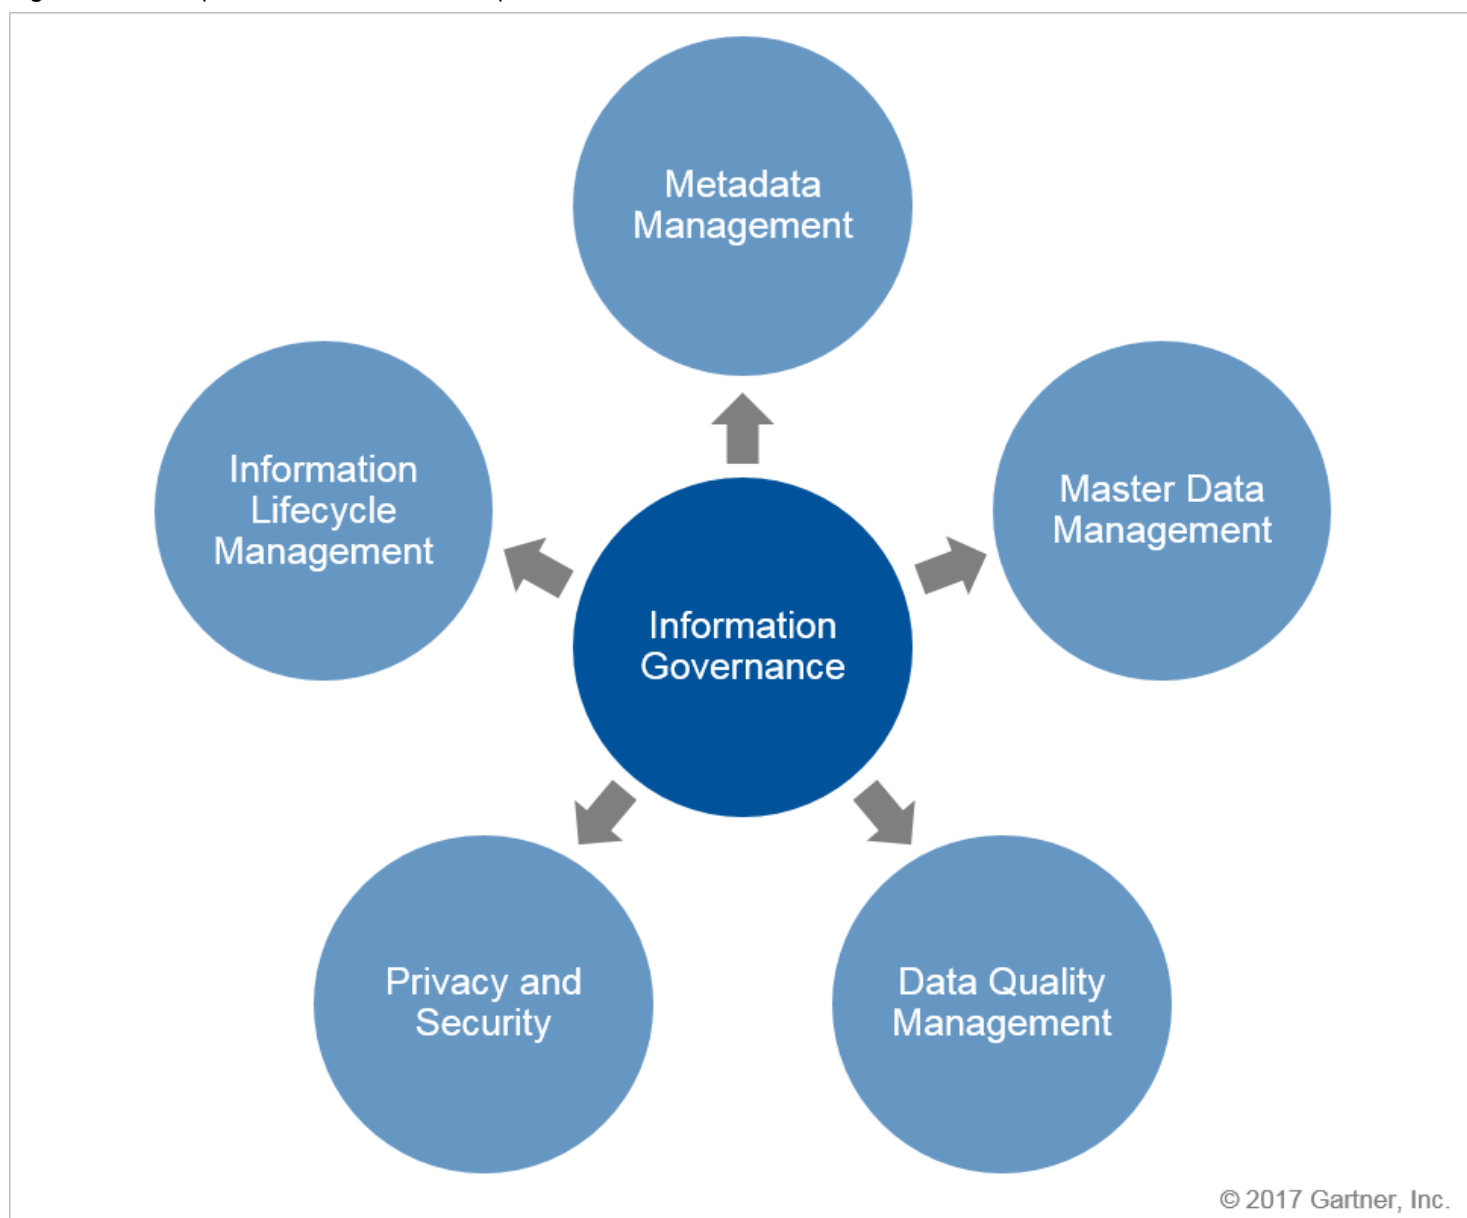 Metadata
Management
Information
Lifecycle
Management
Master Data
Management
Information
Governance
Privacy and
Security
Data Quality
Management
© 2017 Gartner, Inc.